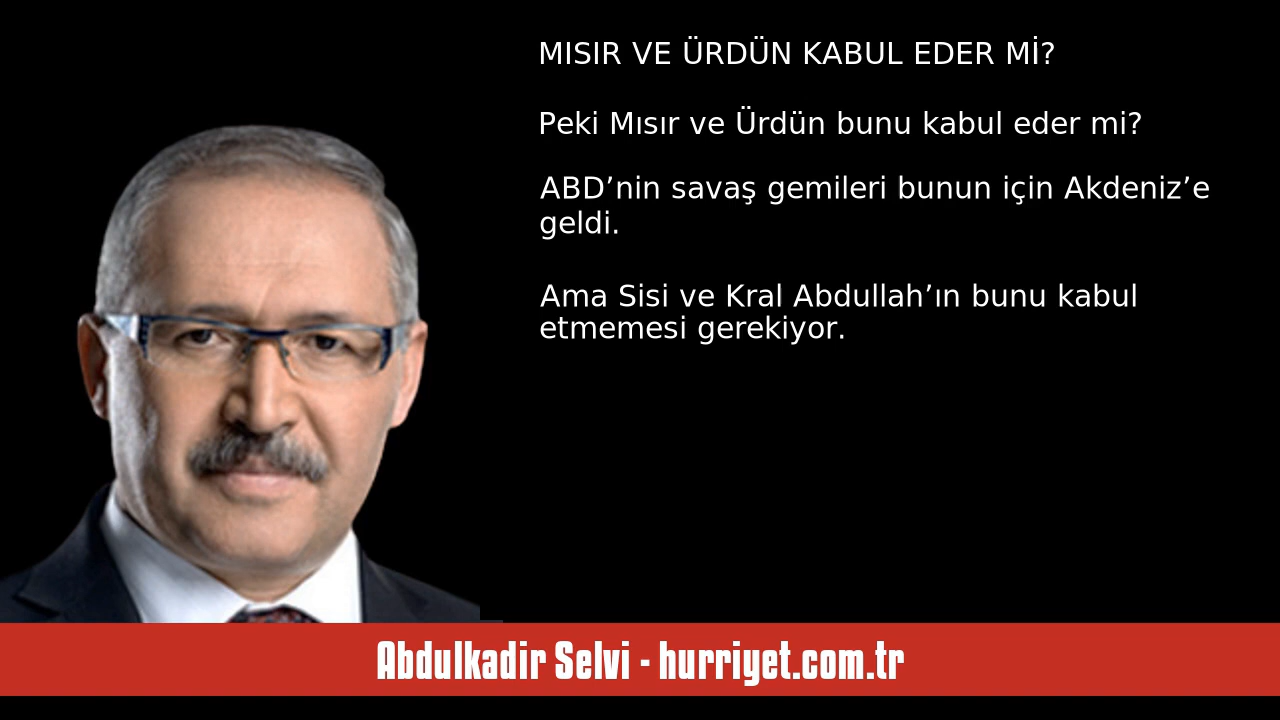 MISIR VE ÜRDÜN KABUL EDER Mİ?
Peki Mısır ve Ürdün bunu kabul eder mi?
ABD’nin savaş gemileri bunun için Akdeniz’e
geldi.
Ama Sisi ve Kral Abdullah’ın bunu kabul
etmemesi gerekiyor.
Abdulkadir Selvi - hurriyet.com.tr